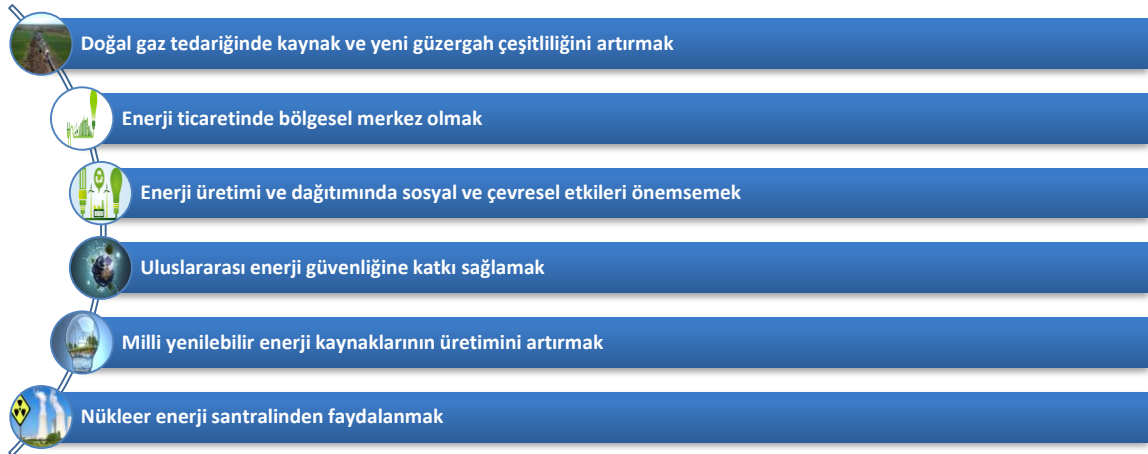 Doğal gaz tedariğinde kaynak ve yeni güzergah çeşitliliğini artırmak
Enerji ticaretinde bölgesel merkez olmak
Enerji üretimi ve dağıtımında sosyal ve çevresel etkileri önemsemek
Uluslararası enerji güvenliğine katkı sağlamak
Milli yenilebilir enerji kaynaklarının üretimini artırmak
Nükleer enerji santralinden faydalanmak